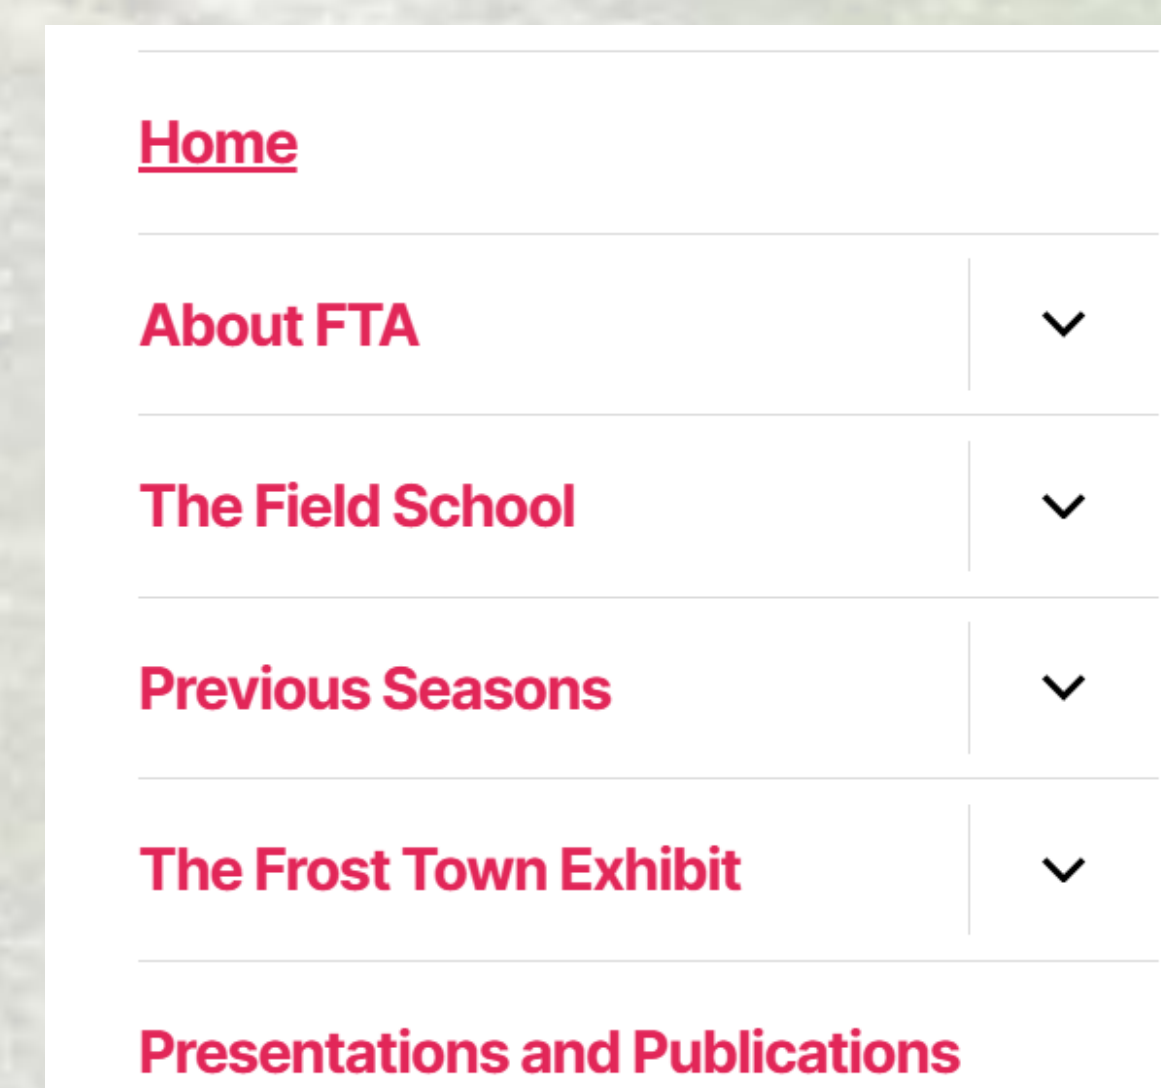 Home
About FTA
The Field School
Previous Seasons
The Frost Town Exhibit
Presentations and Publications